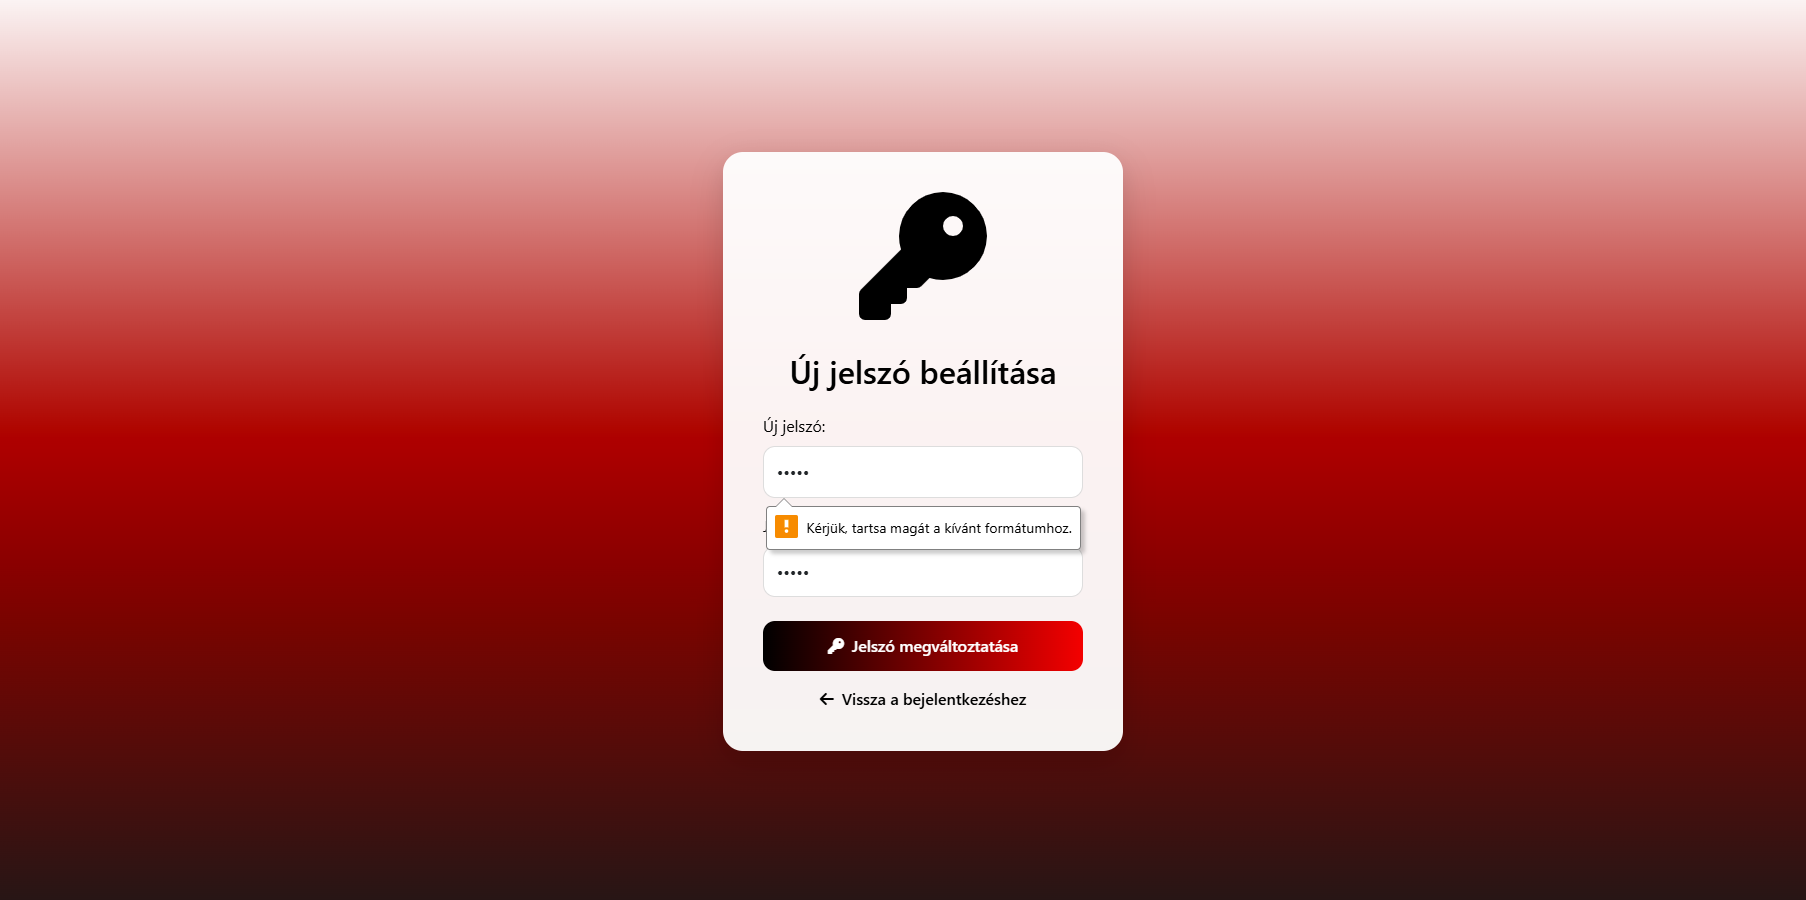 Új jelszó beállítása
Új jelszó:
•••••
Kérjük, tartsa magát a kívánt formátumhoz.
•••••
Jelszó megváltoztatása
Vissza a bejelentkezéshez